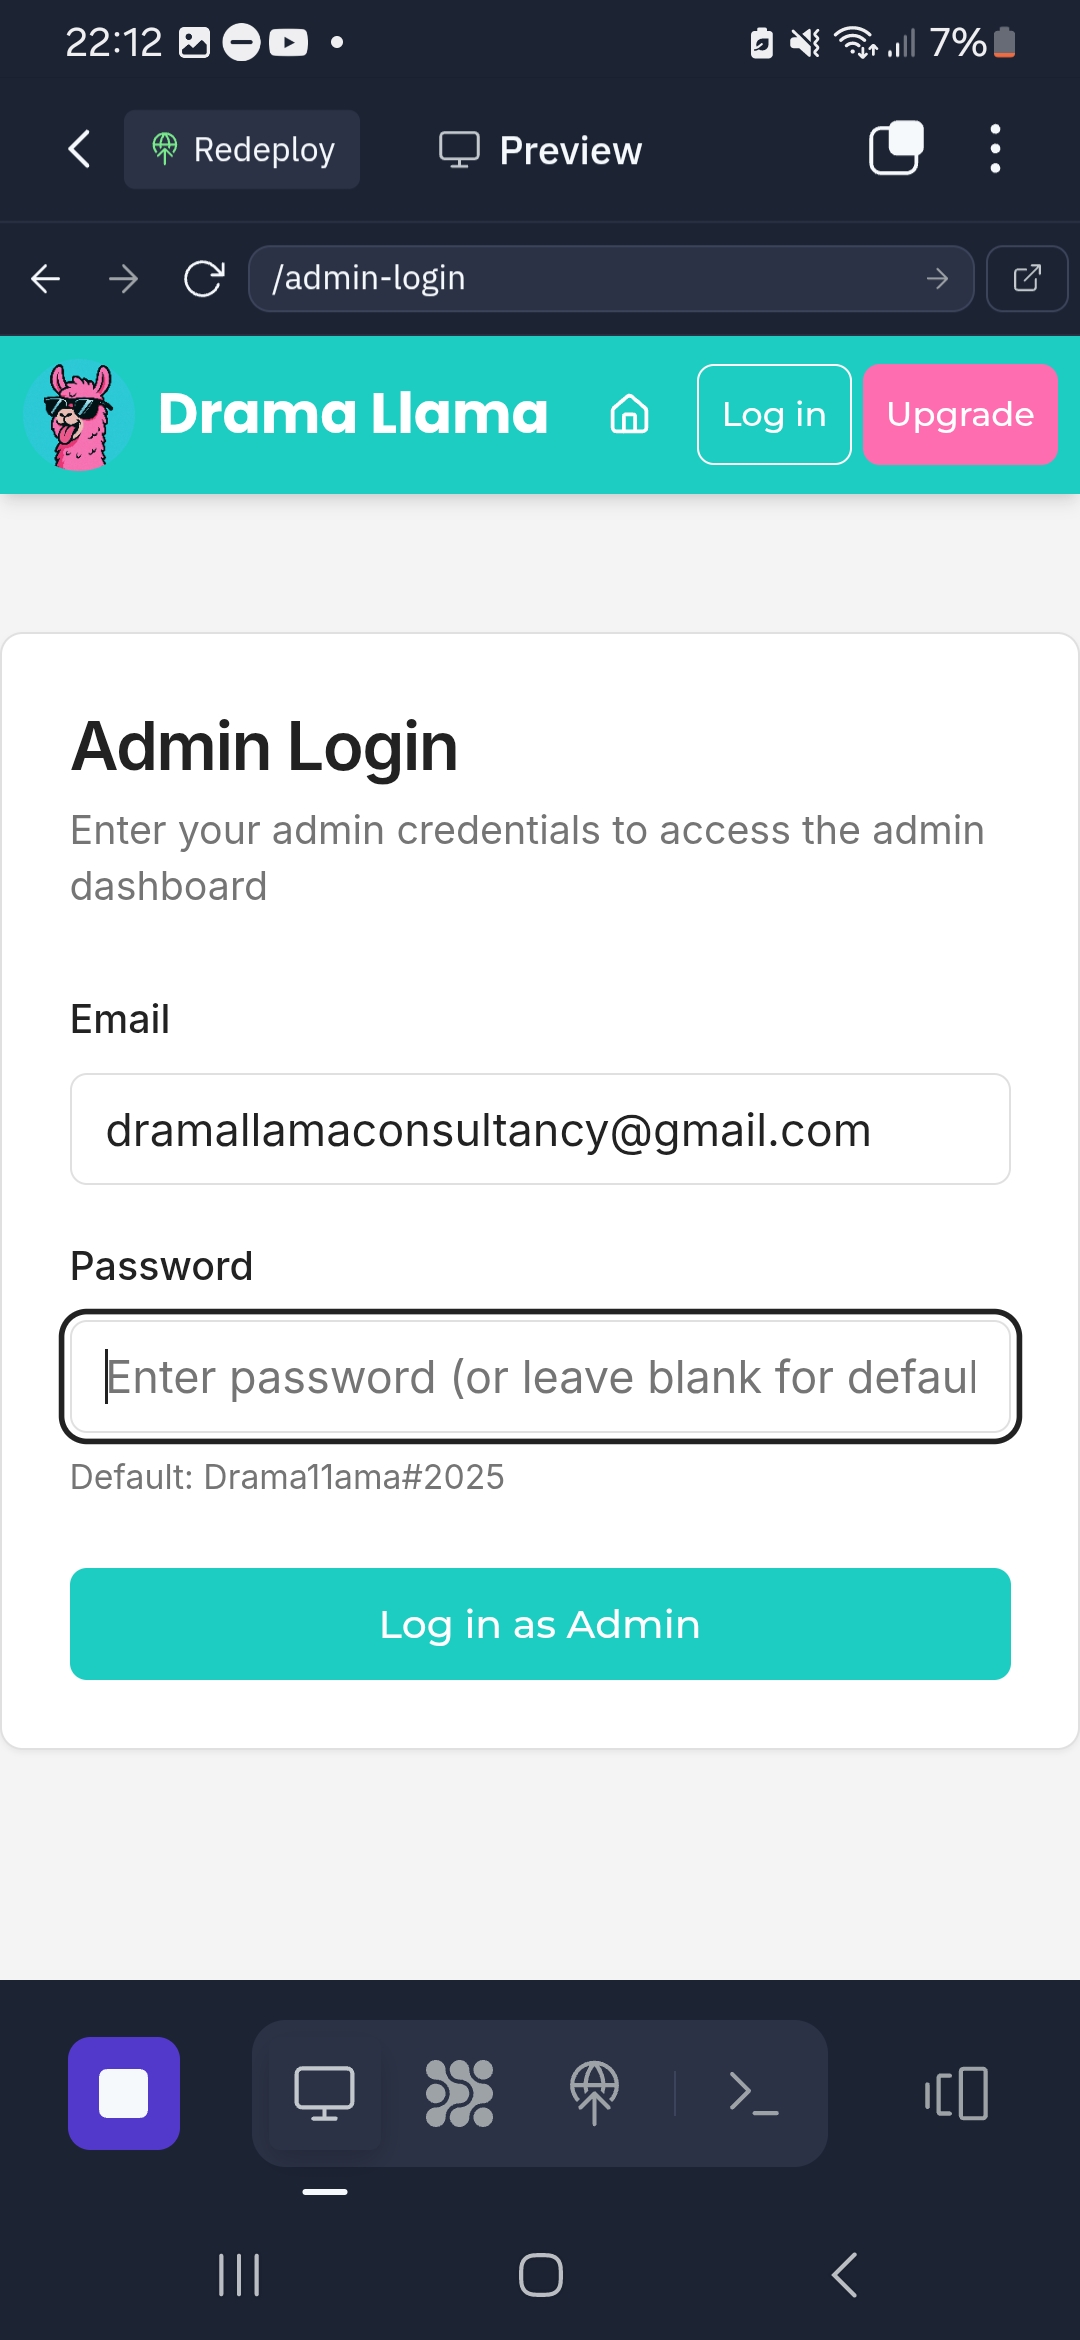 22:12
7%
Redeploy
Preview
/admin-login
Drama Llama
Log in
Upgrade
Admin Login
Enter your admin credentials to access the admin
dashboard
Email
dramallamaconsultancy@gmail.com
Password
Enter password (or leave blank for defaul
Default: Drama11ama#2025
Log in as Admin